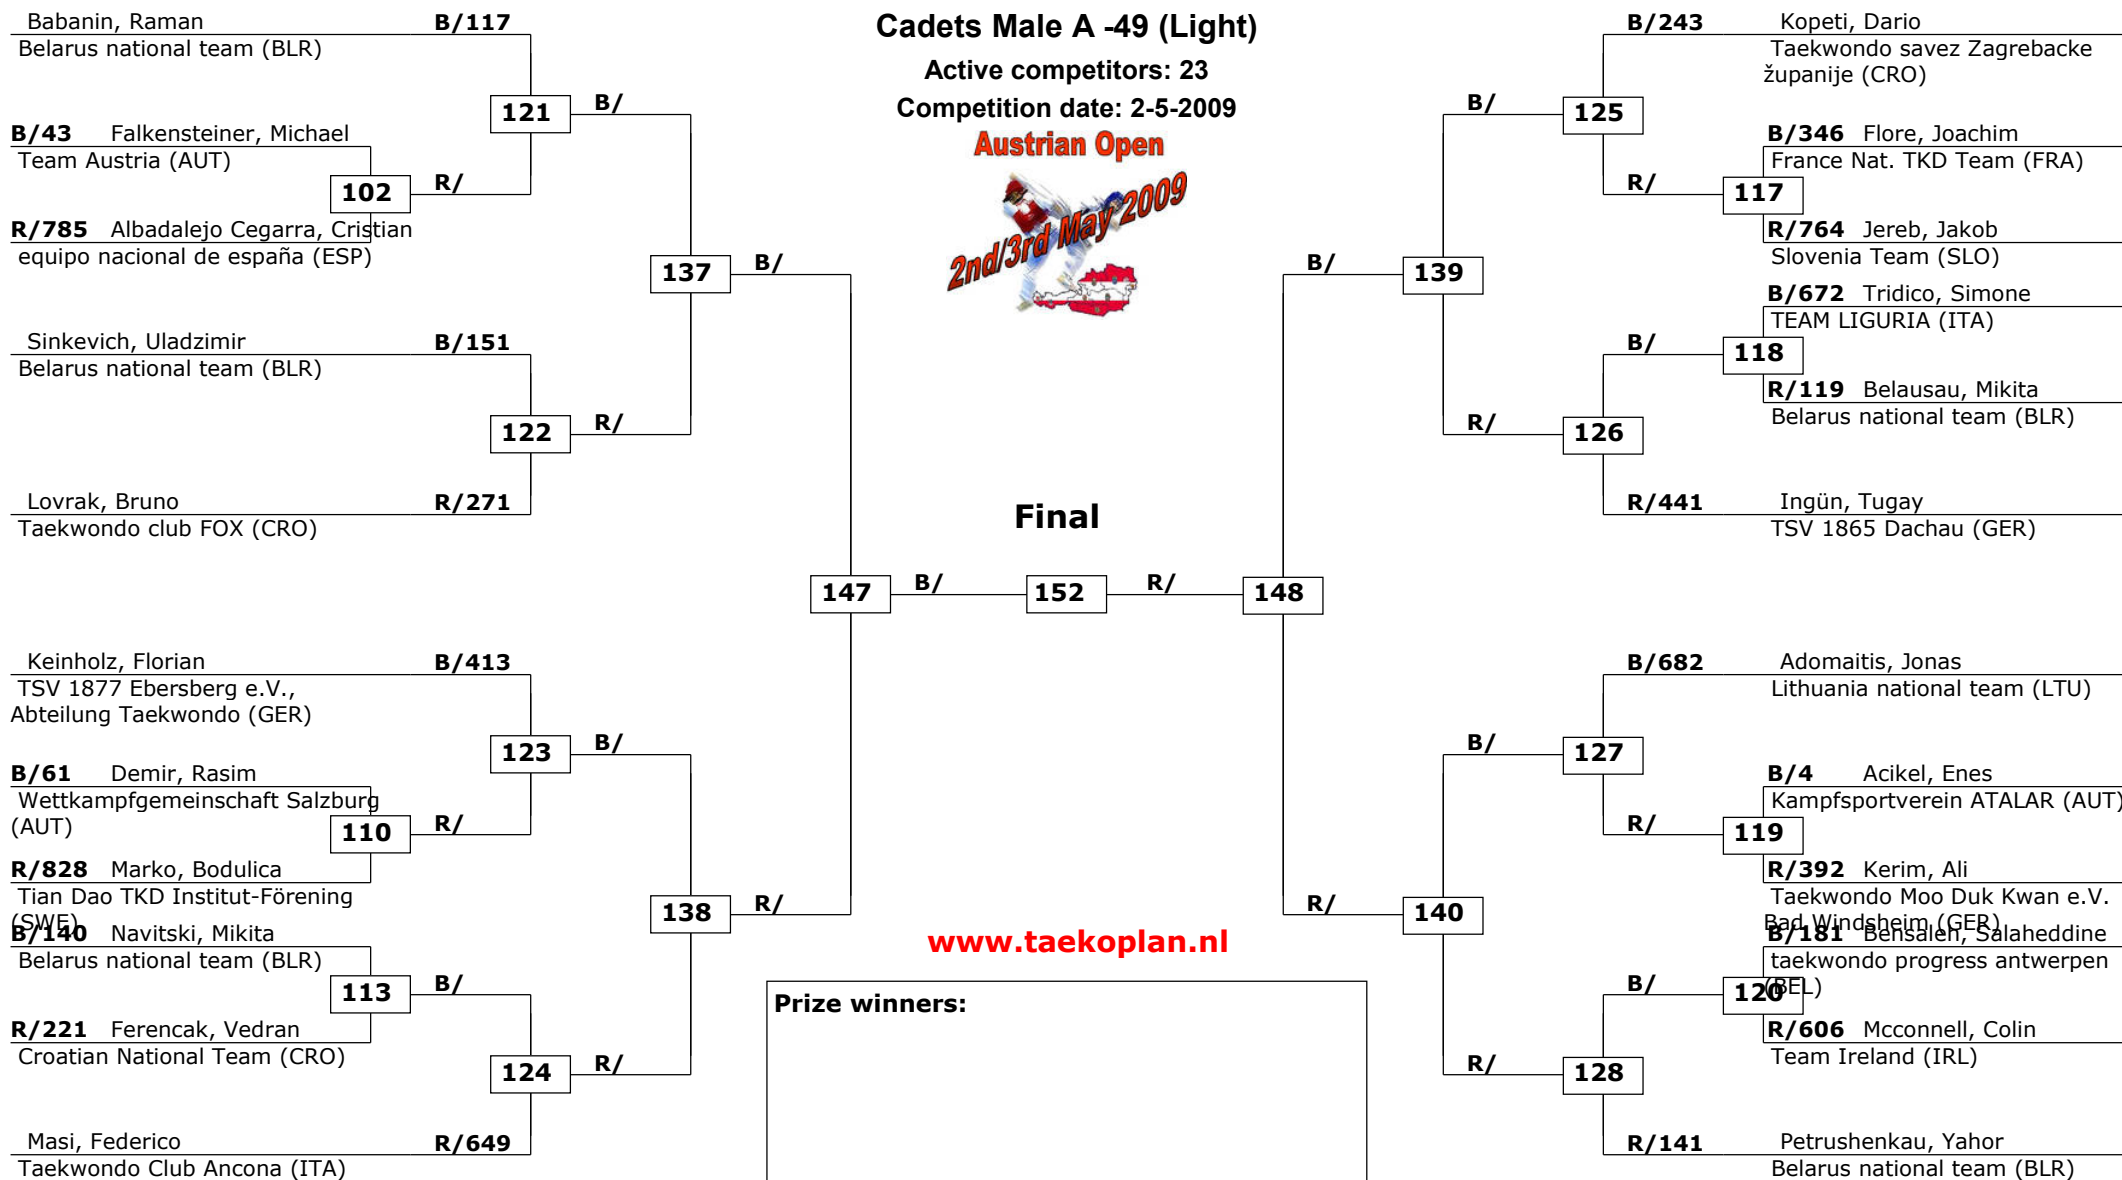 Cadets Male A -49 (Light)
Active competitors: 23
Competition date: 2-5-2009
Austrian Open
2nd/3rd May 2009
Babanin, Raman B/117
Belarus national team (BLR)
121 B/
B/43 Falkensteiner, Michael
Team Austria (AUT)
102 R/
R/785 Albadalejo Cegarra, Cristian
equipo nacional de españa (ESP)
137 B/
Sinkevich, Uladzimir B/151
Belarus national team (BLR)
122 R/
Lovrak, Bruno R/271
Taekwondo club FOX (CRO)
Keinholz, Florian B/413
TSV 1877 Ebersberg e.V.,
Abteilung Taekwondo (GER)
123 B/
B/61 Demir, Rasim
Wettkampfgemeinschaft Salzburg
(AUT)
110 R/
R/828 Marko, Bodulica
Tian Dao TKD Institut-Förening
(SWE)
138 R/
B/140 Navitski, Mikita
Belarus national team (BLR)
113 B/
R/221 Ferencak, Vedran
Croatian National Team (CRO)
124 R/
Masi, Federico R/649
Taekwondo Club Ancona (ITA)
Final
147 B/ 152 R/ 148
www.taekoplan.nl
Prize winners:
B/243 Kopeti, Dario
Taekwondo savez Zagrebacke
županije (CRO)
B/ 125
B/346 Flore, Joachim
France Nat. TKD Team (FRA)
R/ 117
R/764 Jereb, Jakob
Slovenia Team (SLO)
B/ 139
B/672 Tridico, Simone
TEAM LIGURIA (ITA)
B/ 118
R/119 Belausau, Mikita
Belarus national team (BLR)
R/ 126
R/441 Ingün, Tugay
TSV 1865 Dachau (GER)
B/682 Adomaitis, Jonas
Lithuania national team (LTU)
B/ 127
B/4 Acikel, Enes
Kampfsportverein ATALAR (AUT)
R/ 119
R/392 Kerim, Ali
Taekwondo Moo Duk Kwan e.V.
Bad Windsheim (GER)
R/ 140
B/181 Bensaleh, Salaheddine
taekwondo progress antwerpen
(BEL)
B/ 120
R/606 Mcconnell, Colin
Team Ireland (IRL)
R/ 128
R/141 Petrushenkau, Yahor
Belarus national team (BLR)